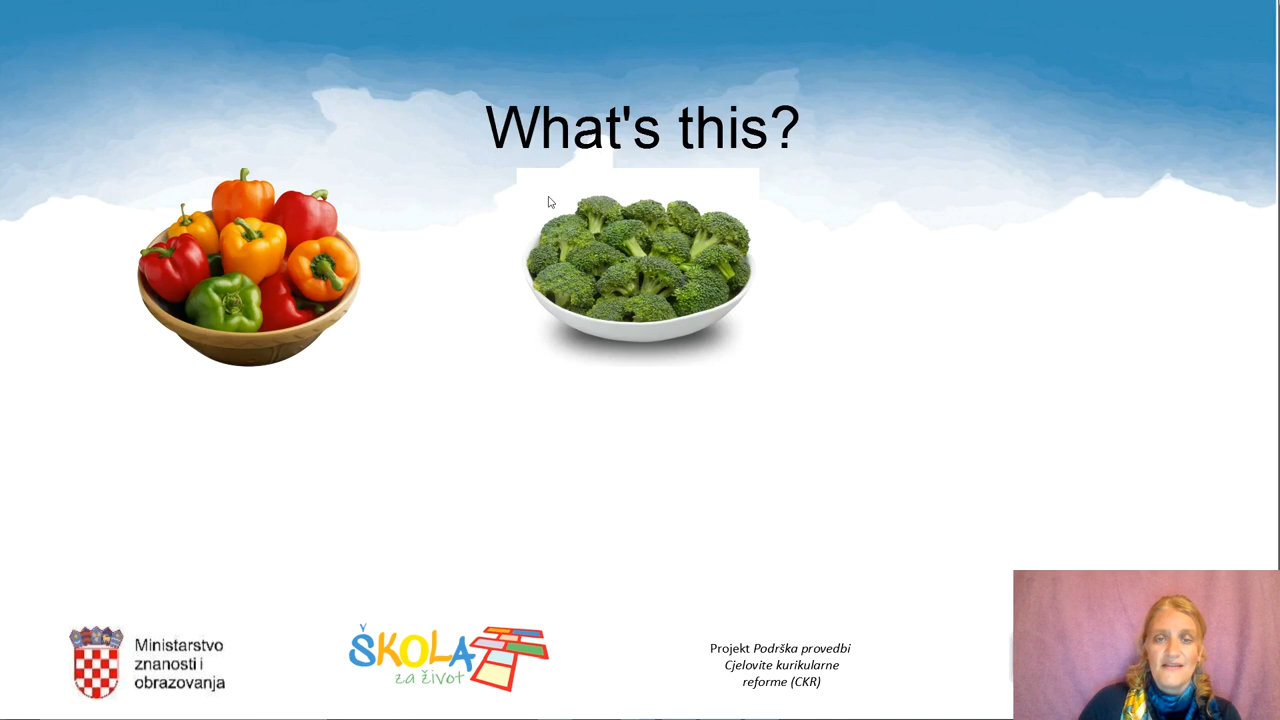 What's this?
Ministarstvo
znanosti i
obrazovanja
ŠKOLA
za život
Projekt Podrška provedbi
Cjelovite kurikularne
reforme (CKR)